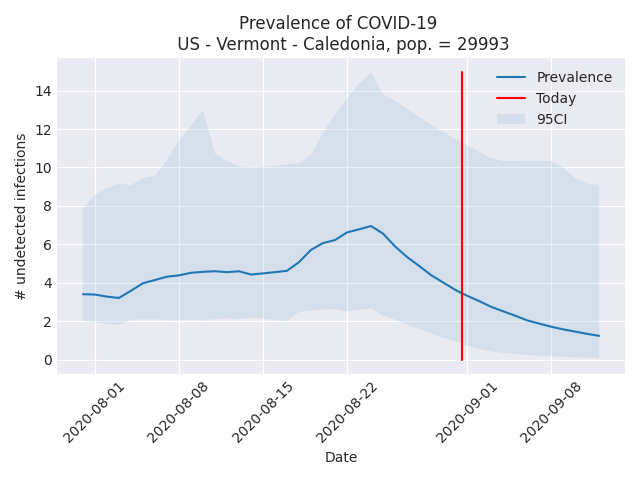 Prevalence of COVID-19
US - Vermont - Caledonia, pop. = 29993
Prevalence
Today
95CI
14
12
10
8
6
4
2
0
# undetected infections
2020-08-01
2020-08-08
2020-08-15
2020-08-22
2020-09-01
2020-09-08
Date